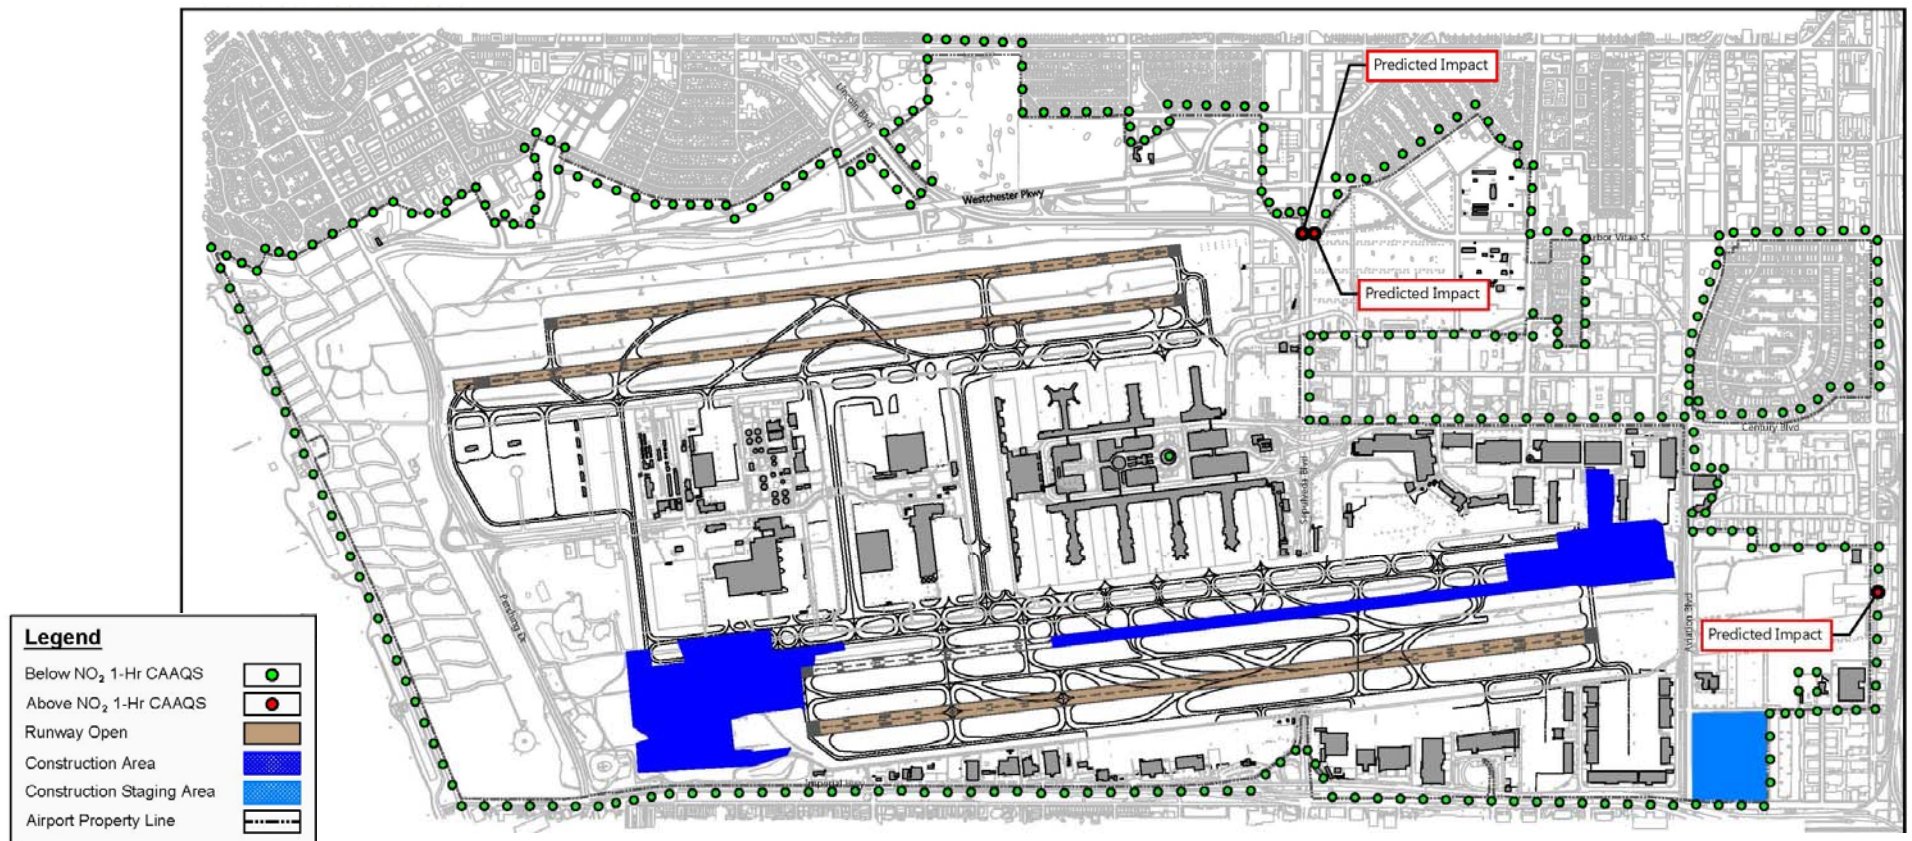 Predicted Impact
Lincoln Blvd
Westchester Pkwy
Arbor Vitae St
Predicted Impact
Century Blvd
Sepulveda Blvd
Pershing Dr
Aviation Blvd
Predicted Impact
Imperial Hwy
Legend
Below NO₂ 1-Hr CAAQS
Above NO₂ 1-Hr CAAQS
Runway Open
Construction Area
Construction Staging Area
Airport Property Line